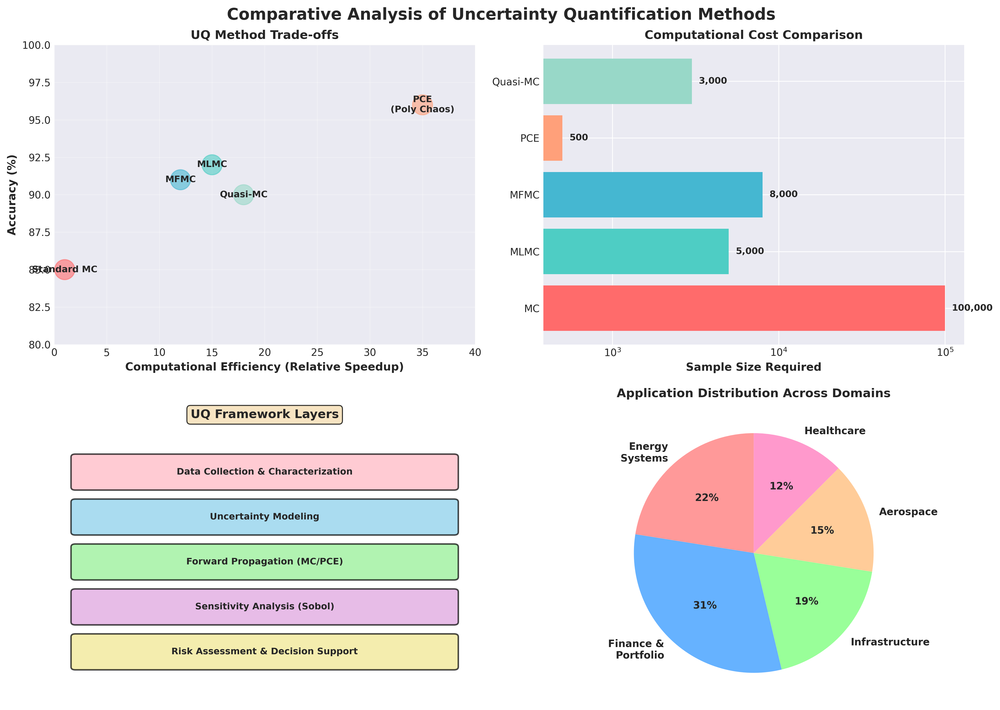 Comparative Analysis of Uncertainty Quantification Methods
UQ Method Trade-offs
Accuracy (%)
100.0
97.5
95.0
92.5
90.0
87.5
85.0
82.5
80.0
PCE
(Poly Chaos)
MLMC
MFMC
Quasi-MC
Standard MC
0 5 10 15 20 25 30 35 40
Computational Efficiency (Relative Speedup)
Computational Cost Comparison
Quasi-MC 3,000
PCE 500
MFMC 8,000
MLMC 5,000
MC 100,000
10³ 10⁴ 10⁵
Sample Size Required
UQ Framework Layers
Data Collection & Characterization
Uncertainty Modeling
Forward Propagation (MC/PCE)
Sensitivity Analysis (Sobol)
Risk Assessment & Decision Support
Application Distribution Across Domains
Healthcare
12%
Energy
Systems
22%
Aerospace
15%
Finance &
Portfolio
31%
Infrastructure
19%